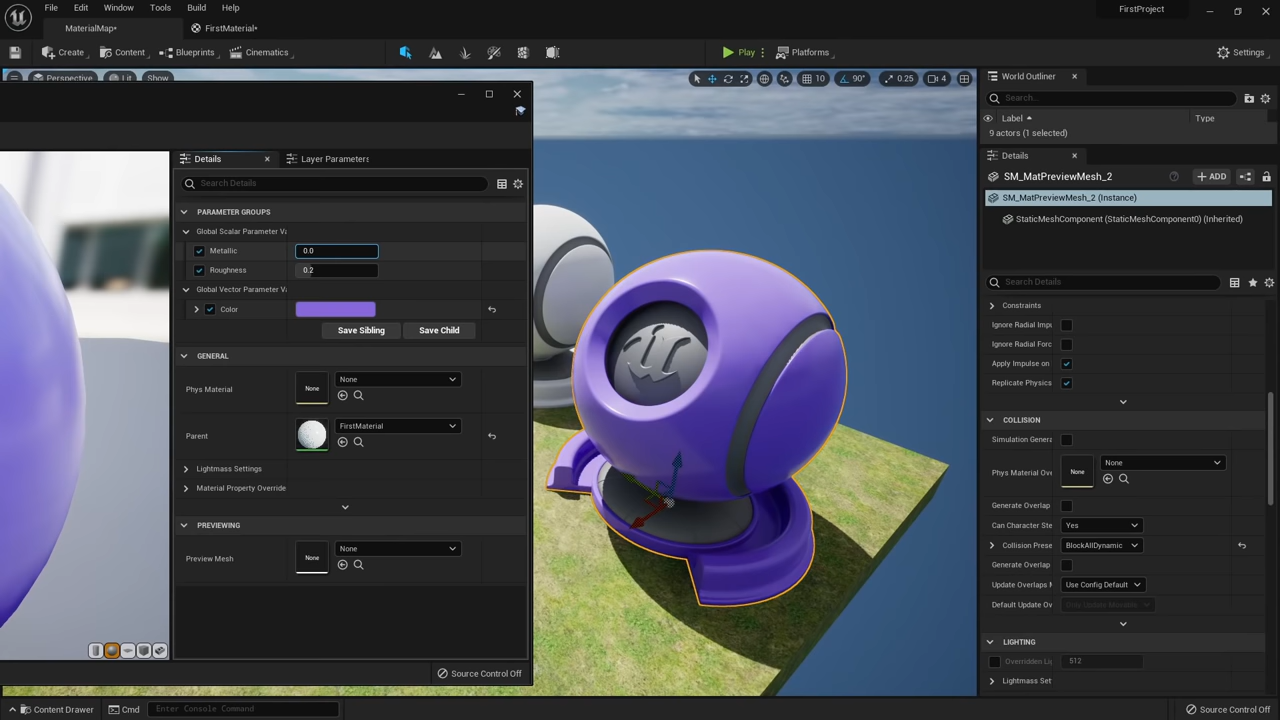 File Edit Window Tools Build Help
FirstProject
MaterialMap*
FirstMaterial*
Create
Content
Blueprints
Cinematics
Play
Platforms
Settings
Perspective
Lit
Show
10
90°
0.25
4
Details
Layer Parameters
Search Details
PARAMETER GROUPS
Global Scalar Parameter Va
Metallic
0.0
Roughness
0.2
Global Vector Parameter V
Color
Save Sibling
Save Child
GENERAL
Phys Material
None
None
Parent
FirstMaterial
Lightmass Settings
Material Property Override
PREVIEWING
Preview Mesh
None
None
Source Control Off
World Outliner
Search...
Label
Type
9 actors (1 selected)
Details
SM_MatPreviewMesh_2
ADD
SM_MatPreviewMesh_2 (Instance)
StaticMeshComponent (StaticMeshComponent0) (Inherited)
Search Details
Constraints
Ignore Radial Impu
Ignore Radial Forc
Apply Impulse on
Replicate Physics
COLLISION
Simulation Genera
Phys Material Ove
None
None
Generate Overlap
Can Character Ste
Yes
Collision Prese
BlockAllDynamic
Generate Overlap
Update Overlaps M
Use Config Default
Default Update Ov
Only Update Movable
LIGHTING
Overridden Lig
512
Lightmass Set
Content Drawer
Cmd
Enter Console Command
Source Control Off